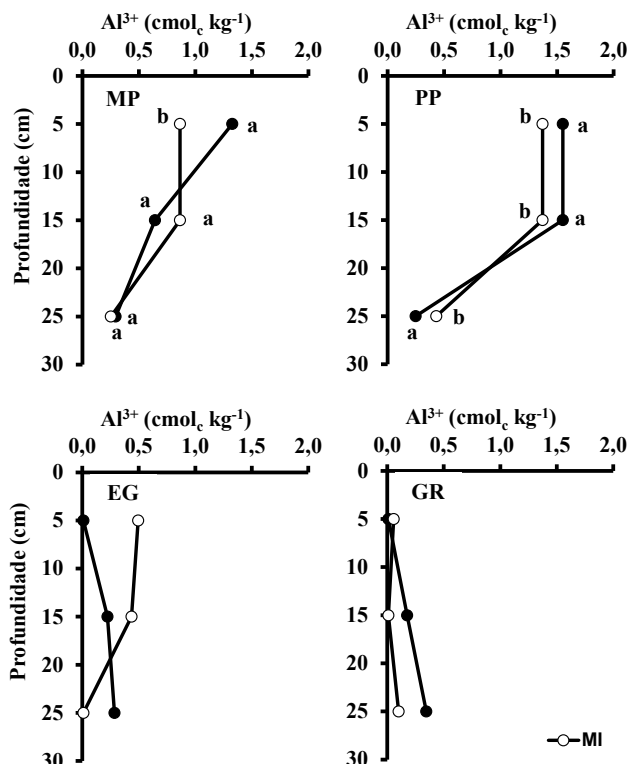 Al³⁺ (cmol_c kg⁻¹) Al³⁺ (cmol_c kg⁻¹)
0,0 0,5 1,0 1,5 2,0 0,0 0,5 1,0 1,5 2,0
0 0
MP PP
5 b a 5 b a
10 10
15 a a 15 b a
20 20
25 a 25 b
a a
30 30
Profundidade (cm)
Al³⁺ (cmol_c kg⁻¹) Al³⁺ (cmol_c kg⁻¹)
0,0 0,5 1,0 1,5 2,0 0,0 0,5 1,0 1,5 2,0
0 0
EG GR
5 5
10 10
15 15
20 20
25 25
30 30
Profundidade (cm)
MI